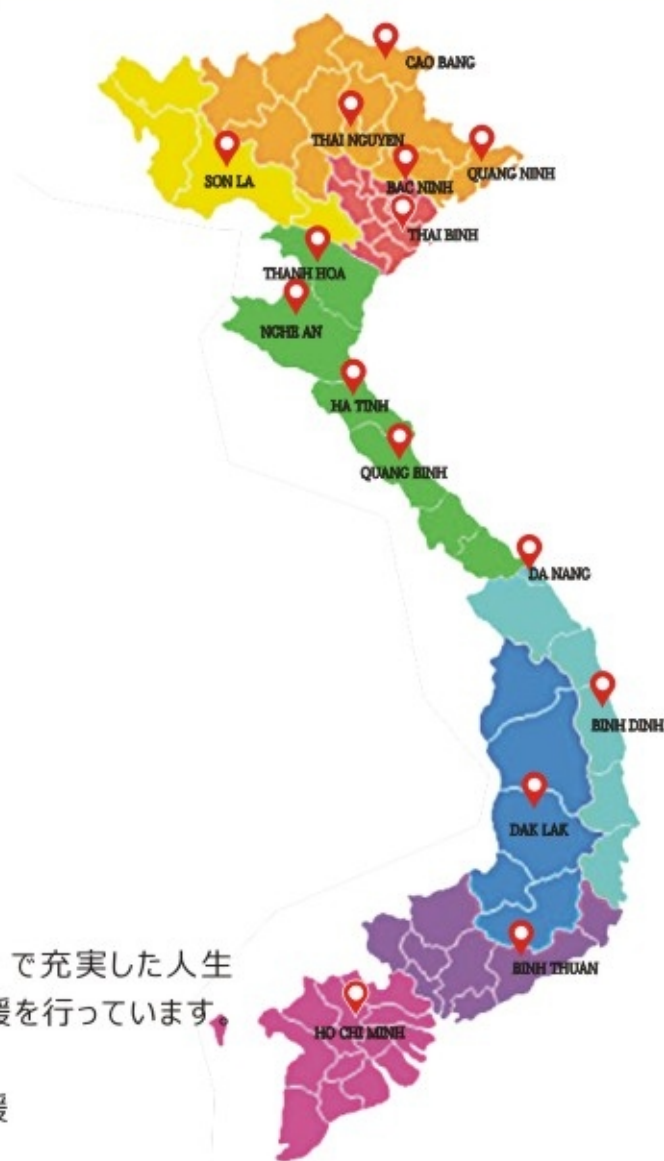 CAO BANG
THAI NGUYEN
QUANG NINH
SON LA
BAC NINH
THAI BINH
THANH HOA
NGHE AN
HA TINH
QUANG BINH
DA NANG
BINH DINH
DAK LAK
で充実した人生
BINH THUAN
援を行っています。
HO CHI MINH
援